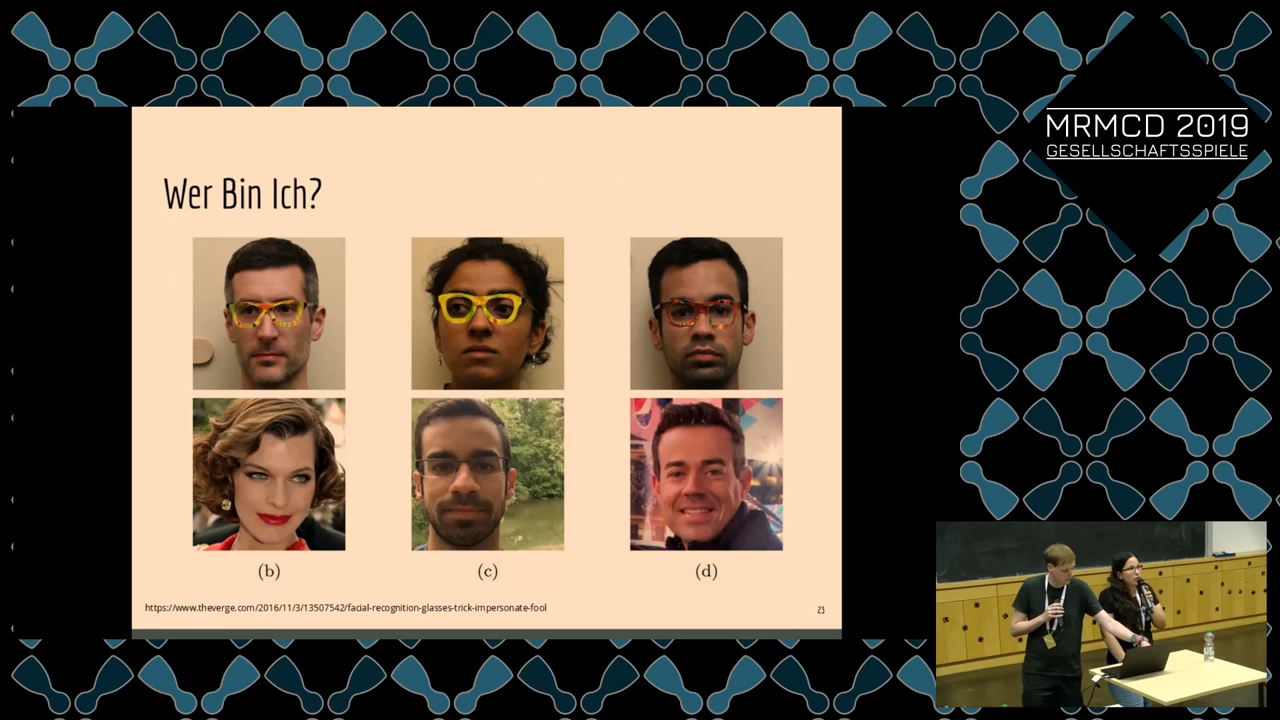 MRMCD 2019
GESELLSCHAFTSSPIELE
Wer Bin Ich?
(b)
(c)
(d)
https://www.theverge.com/2016/11/3/13507542/facial-recognition-glasses-trick-impersonate-fool
23